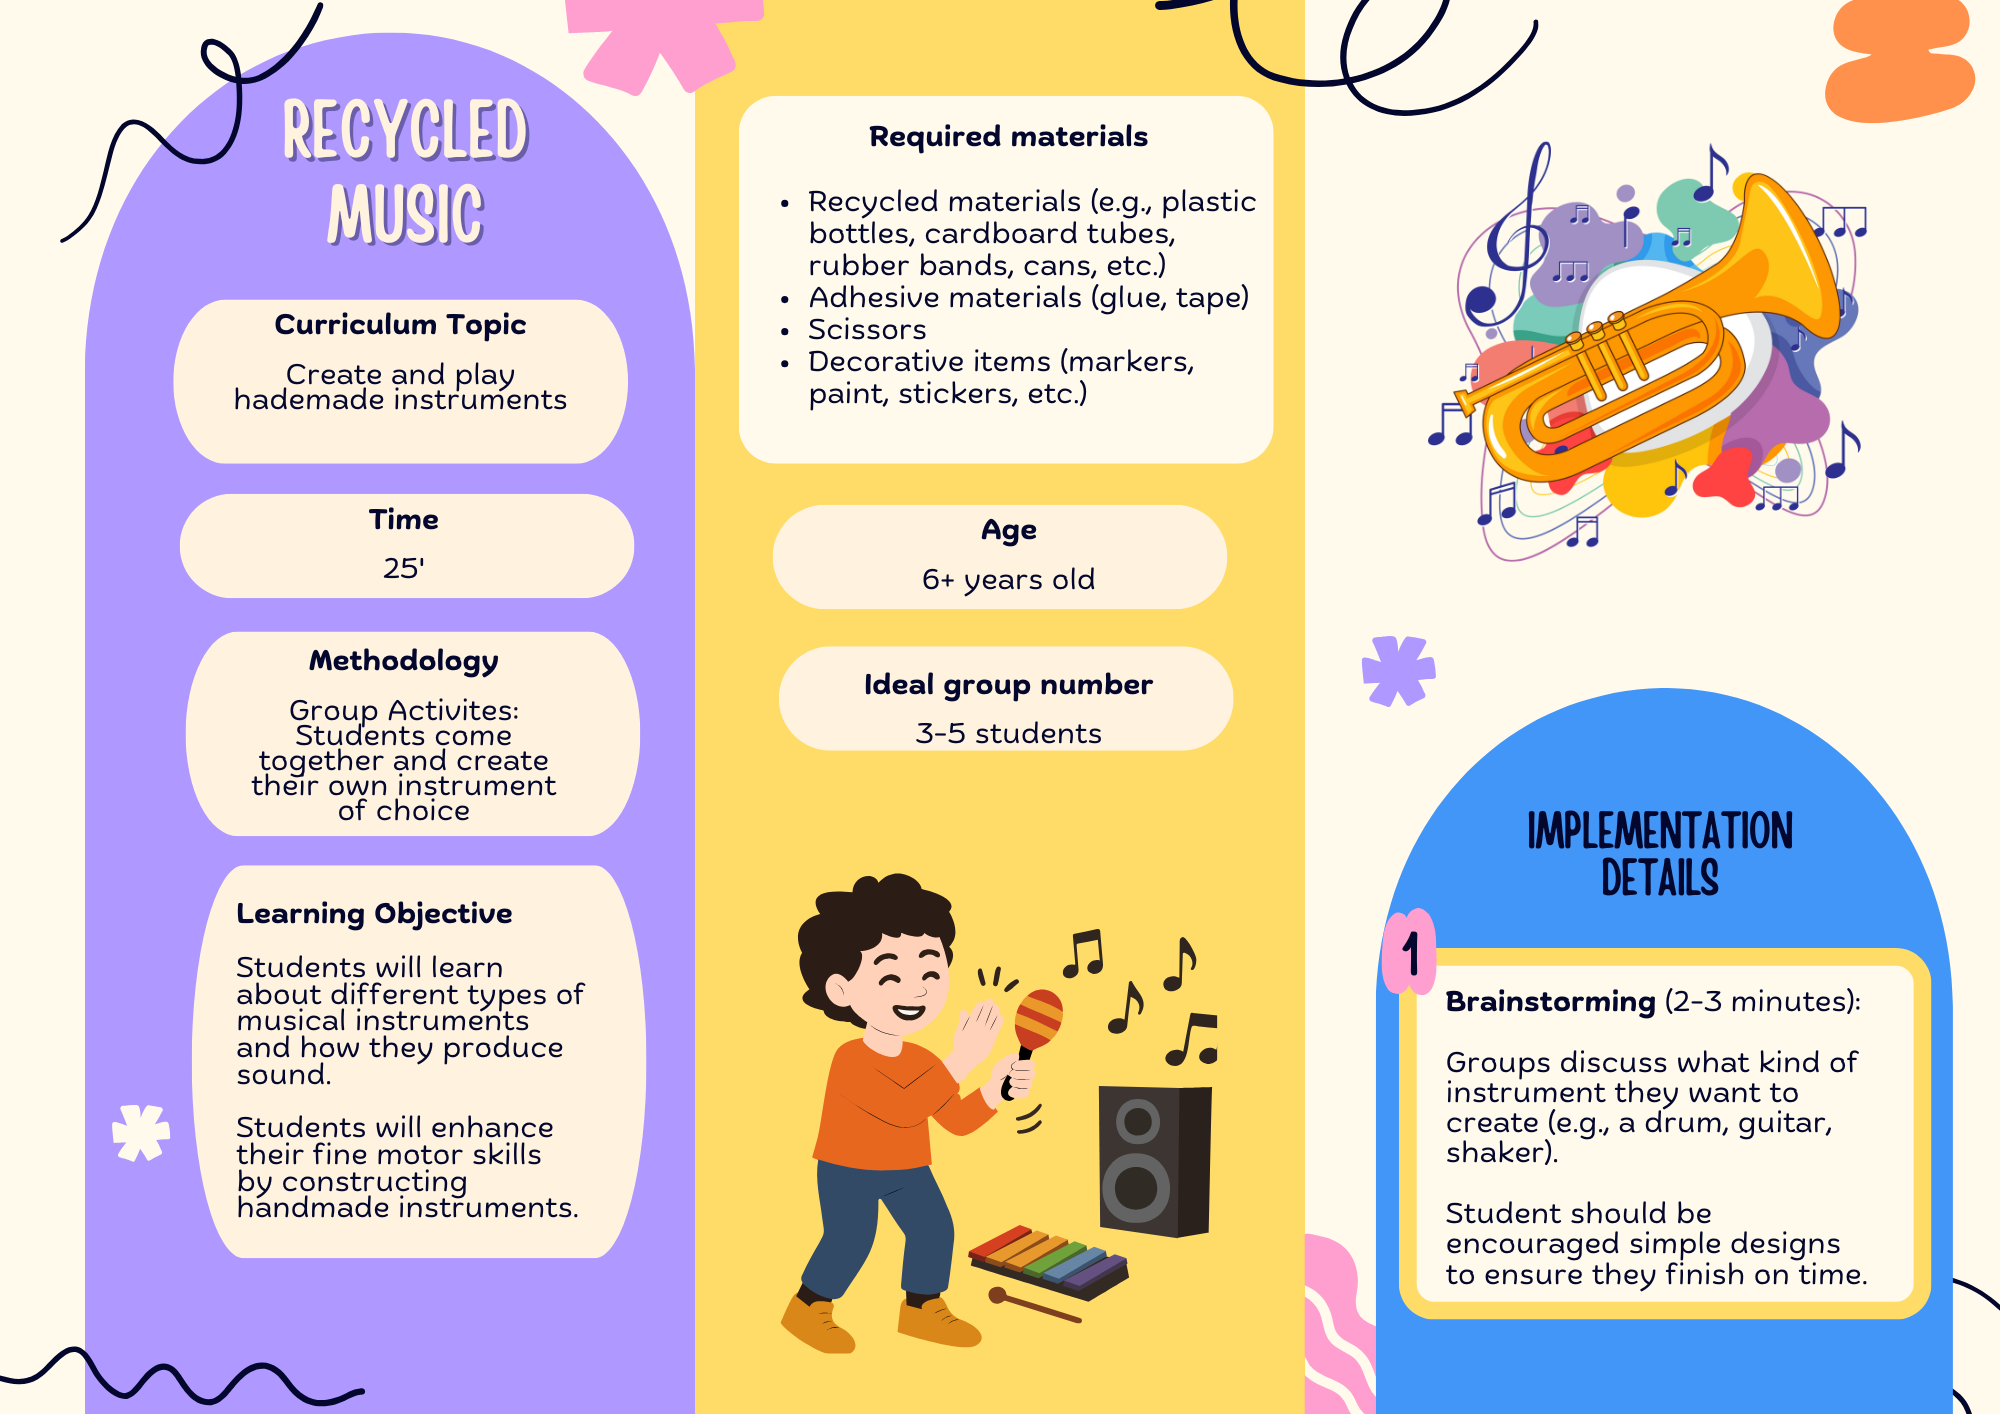 RECYCLED
MUSIC
Curriculum Topic
Create and play
hademade instruments
Time
25'
Methodology
Group Activites:
Students come
together and create
their own instrument
of choice
Learning Objective
Students will learn
about different types of
musical instruments
and how they produce
sound.
Students will enhance
their fine motor skills
by constructing
handmade instruments.
Required materials
• Recycled materials (e.g., plastic
bottles, cardboard tubes,
rubber bands, cans, etc.)
• Adhesive materials (glue, tape)
• Scissors
• Decorative items (markers,
paint, stickers, etc.)
Age
6+ years old
Ideal group number
3-5 students
IMPLEMENTATION
DETAILS
1
Brainstorming (2-3 minutes):
Groups discuss what kind of
instrument they want to
create (e.g., a drum, guitar,
shaker).
Student should be
encouraged simple designs
to ensure they finish on time.